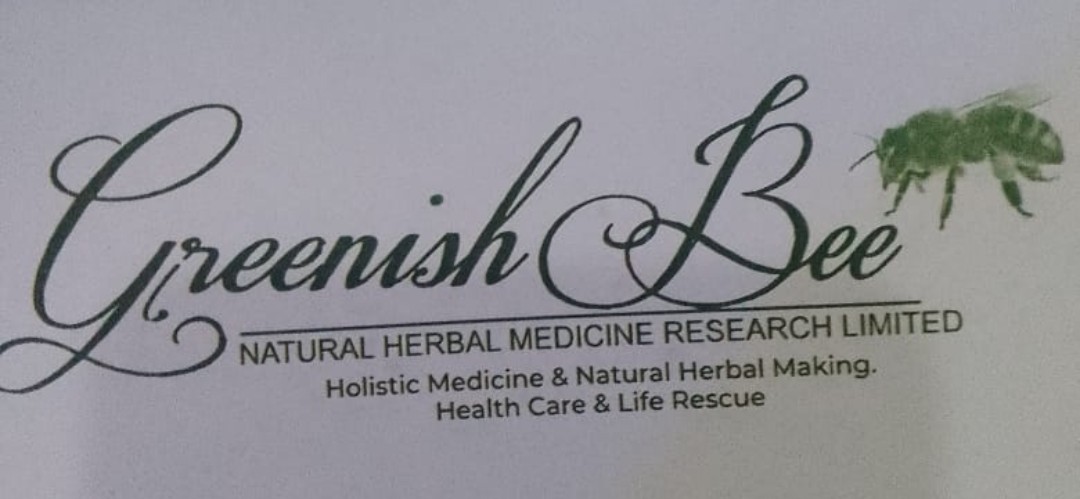 Greenish Bee
NATURAL HERBAL MEDICINE RESEARCH LIMITED
Holistic Medicine & Natural Herbal Making.
Health Care & Life Rescue